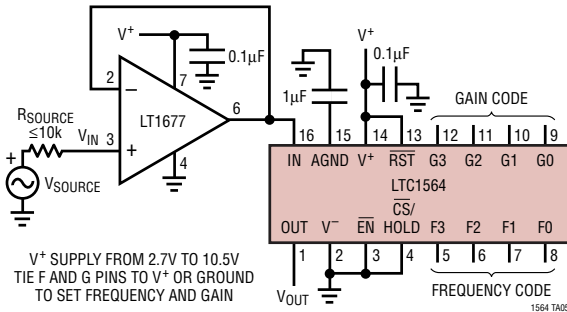 V+
0.1µF
2
–
7
LT1677
6
RSOURCE
≤10k
VIN
3
+
4
+
VSOURCE
V+
0.1µF
1µF
GAIN CODE
16 15 14 13 12 11 10 9
IN AGND V+ RST G3 G2 G1 G0
LTC1564
CS/
OUT V– EN HOLD F3 F2 F1 F0
1 2 3 4 5 6 7 8
VOUT
FREQUENCY CODE
V+ SUPPLY FROM 2.7V TO 10.5V
TIE F AND G PINS TO V+ OR GROUND
TO SET FREQUENCY AND GAIN
1564 TA05